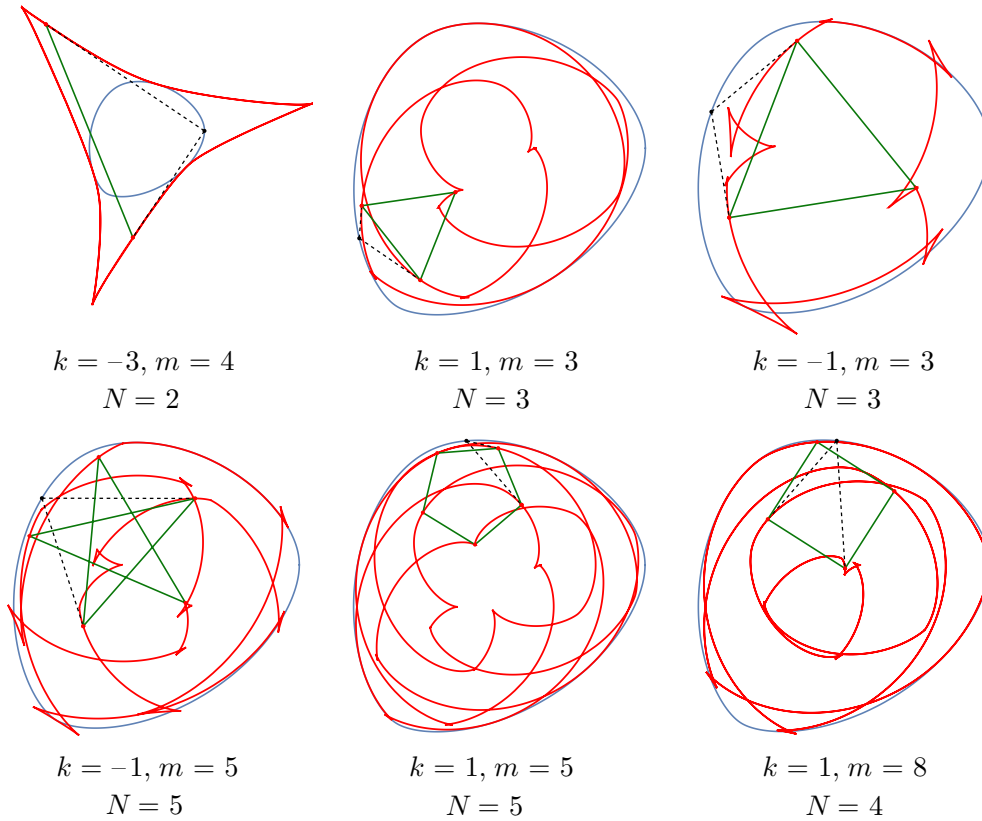 k = –3, m = 4
N = 2
k = 1, m = 3
N = 3
k = –1, m = 3
N = 3
k = –1, m = 5
N = 5
k = 1, m = 5
N = 5
k = 1, m = 8
N = 4